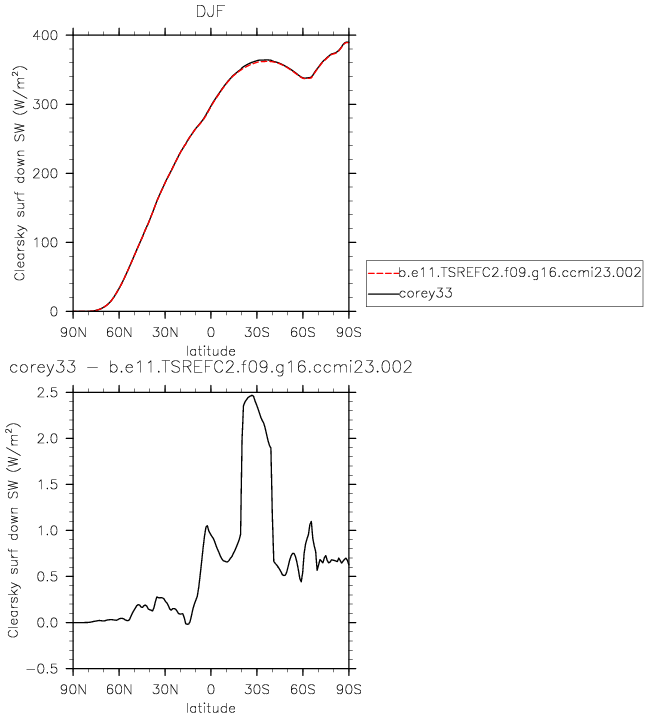 DJF
400
300
200
100
0
Clearsky surf down SW (W/m²)
90N 60N 30N 0 30S 60S 90S
latitude
b.e11.TSREFC2.f09.g16.ccmi23.002
corey33
corey33 − b.e11.TSREFC2.f09.g16.ccmi23.002
2.5
2.0
1.5
1.0
0.5
0.0
−0.5
Clearsky surf down SW (W/m²)
90N 60N 30N 0 30S 60S 90S
latitude